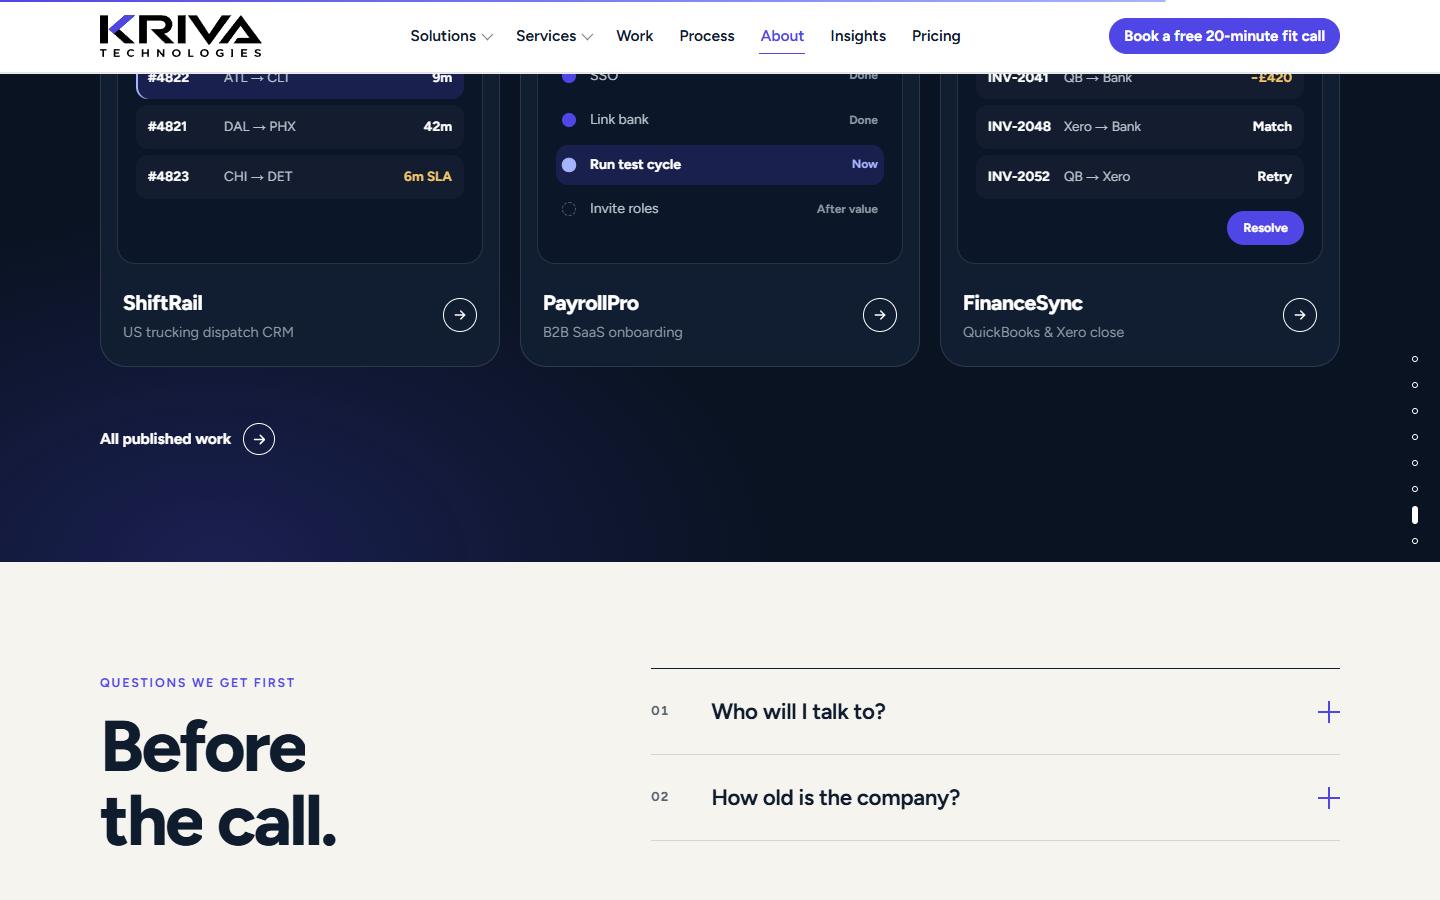 KRIVA
TECHNOLOGIES
Solutions
Services
Work
Process
About
Insights
Pricing
Book a free 20-minute fit call
#4822 ATL → CLT 9m
#4821 DAL → PHX 42m
#4823 CHI → DET 6m SLA
ShiftRail
US trucking dispatch CRM
SSO Done
Link bank Done
Run test cycle Now
Invite roles After value
PayrollPro
B2B SaaS onboarding
INV-2041 QB → Bank -£420
INV-2048 Xero → Bank Match
INV-2052 QB → Xero Retry
Resolve
FinanceSync
QuickBooks & Xero close
All published work →
QUESTIONS WE GET FIRST
Before
the call.
01 Who will I talk to?
02 How old is the company?